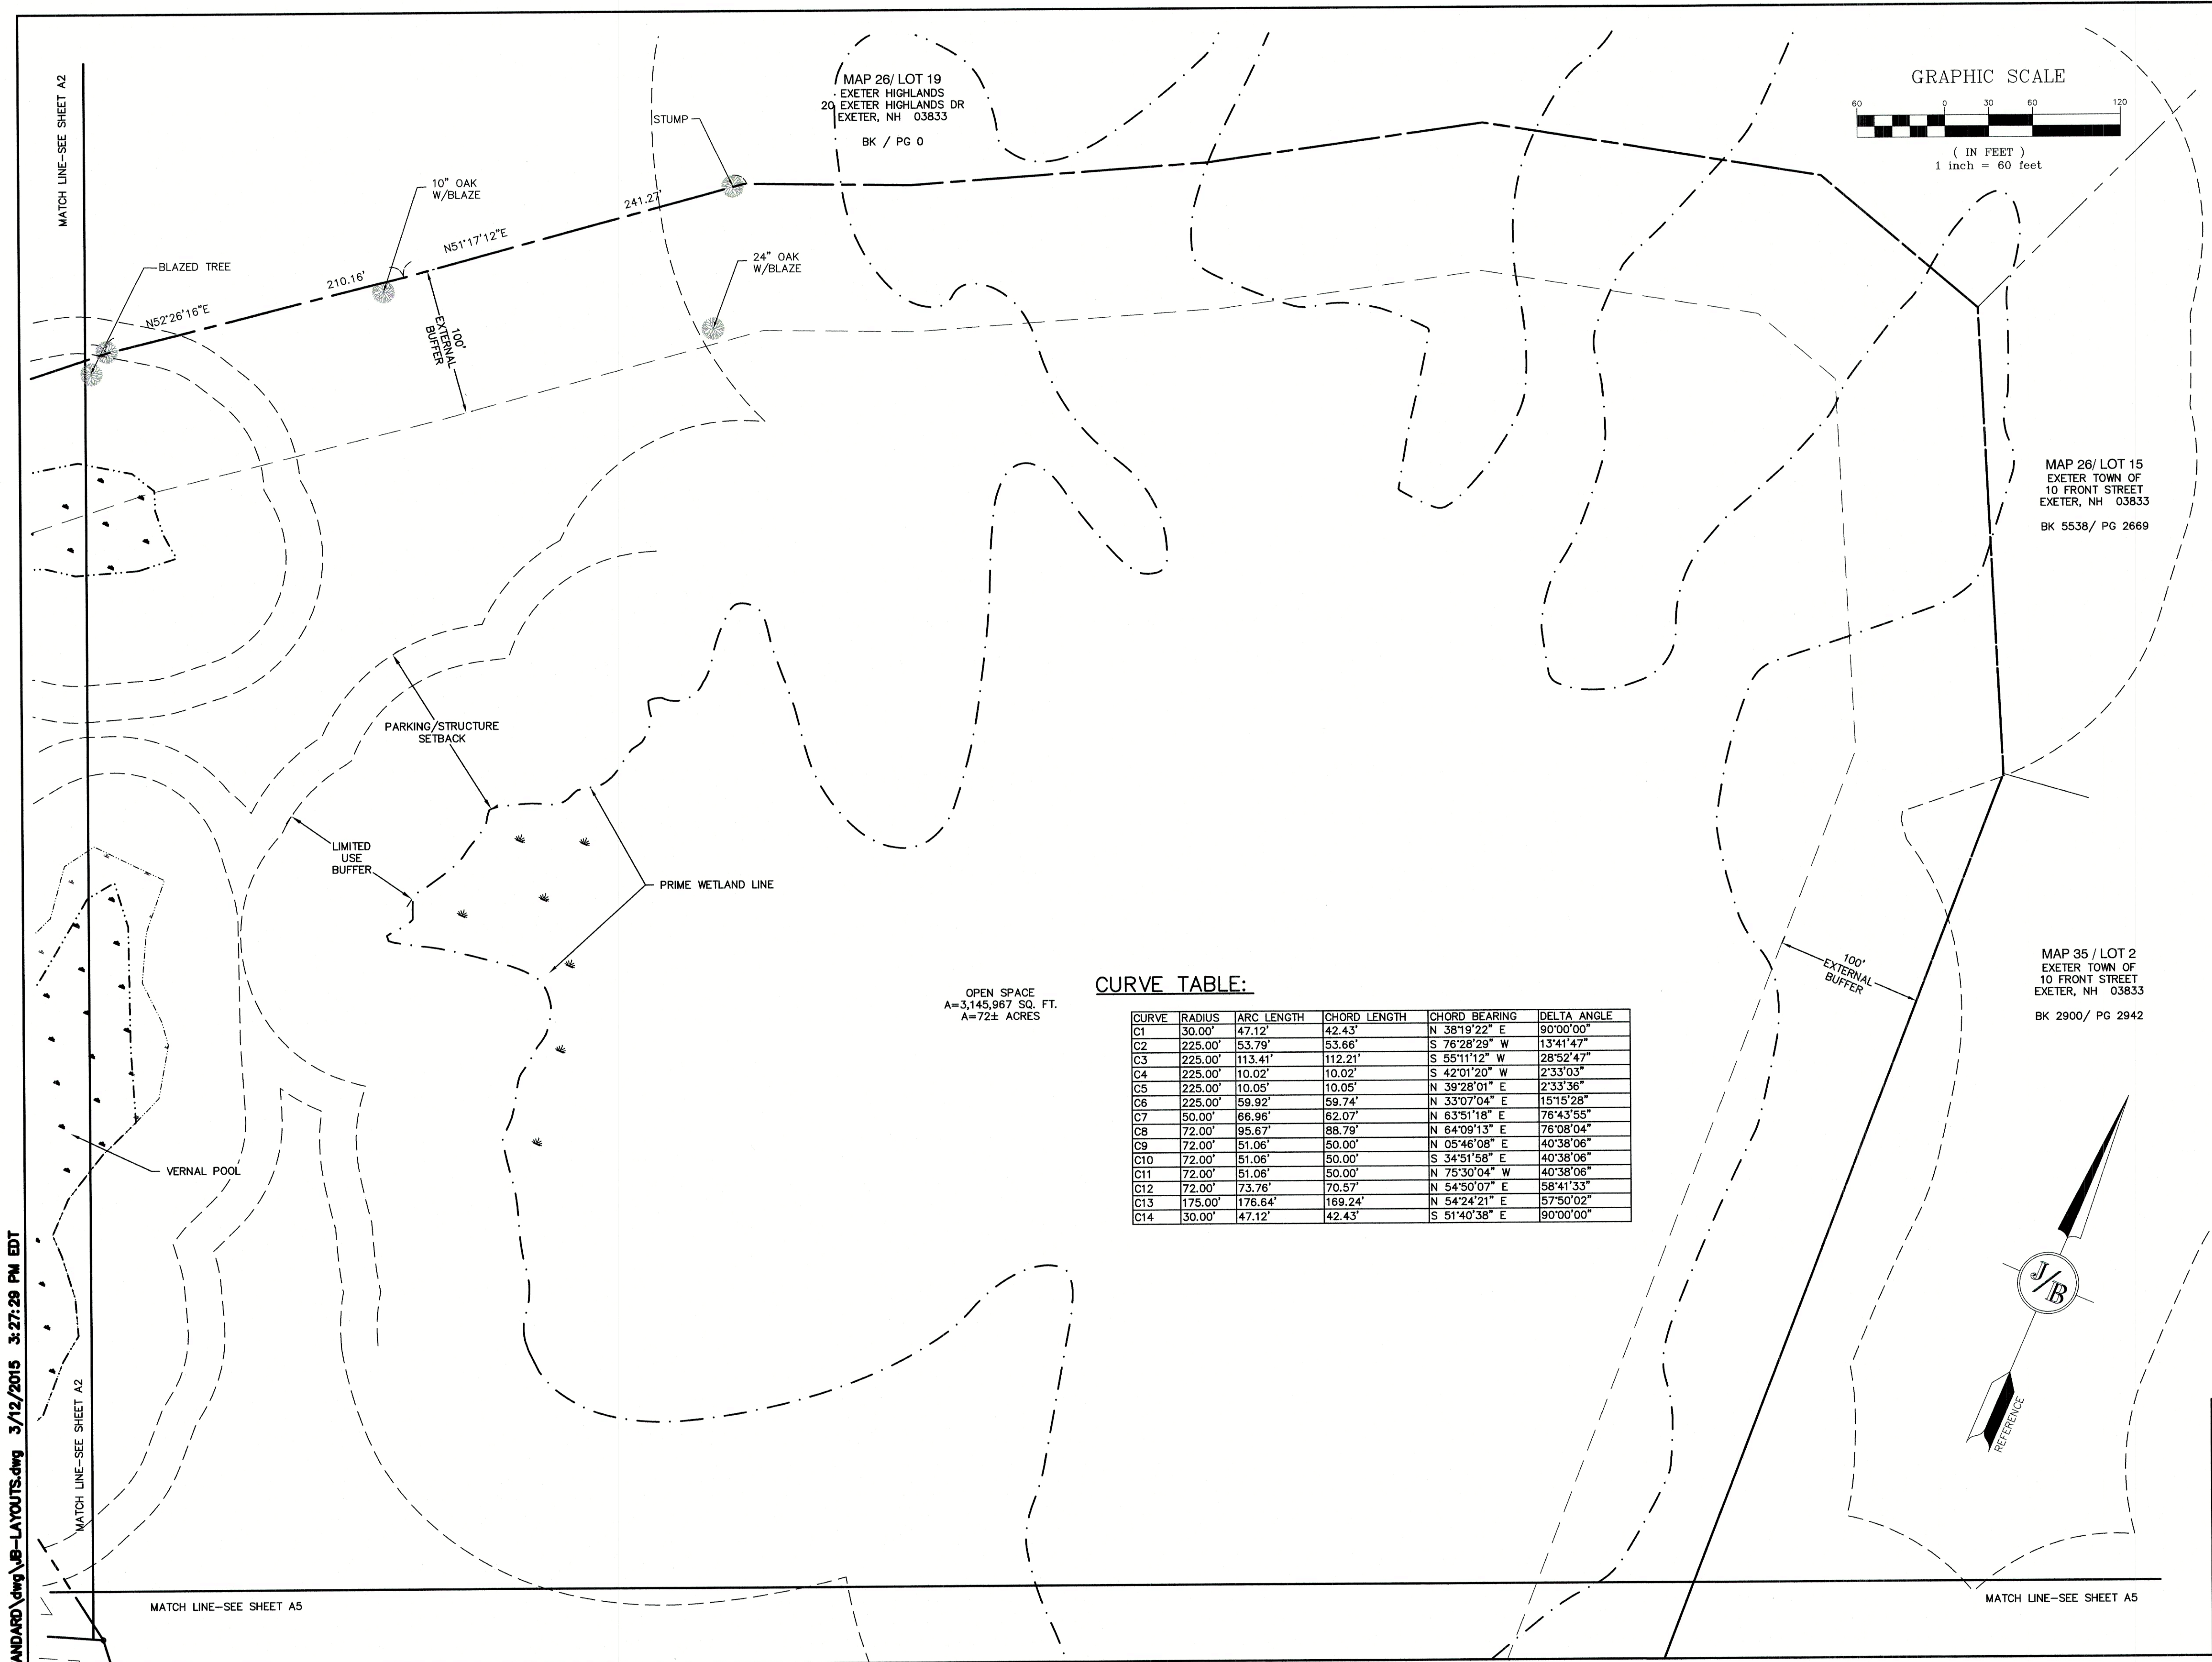 MATCH LINE-SEE SHEET A2
MAP 26/ LOT 19
EXETER HIGHLANDS
20 EXETER HIGHLANDS DR
EXETER, NH 03833
BK / PG 0
GRAPHIC SCALE
60 0 30 60 120
( IN FEET )
1 inch = 60 feet
STUMP
10" OAK
W/BLAZE
241.27'
N51°17'12"E
24" OAK
W/BLAZE
BLAZED TREE
210.16'
N52°26'16"E
100'
EXTERNAL
BUFFER
MAP 26/ LOT 15
EXETER TOWN OF
10 FRONT STREET
EXETER, NH 03833
BK 5538/ PG 2669
PARKING/STRUCTURE
SETBACK
LIMITED
USE
BUFFER
PRIME WETLAND LINE
100'
EXTERNAL
BUFFER
MAP 35 / LOT 2
EXETER TOWN OF
10 FRONT STREET
EXETER, NH 03833
BK 2900/ PG 2942
OPEN SPACE
A=3,145,967 SQ. FT.
A=72± ACRES
CURVE TABLE:
CURVE RADIUS ARC LENGTH CHORD LENGTH CHORD BEARING DELTA ANGLE
C1 30.00' 47.12' 42.43' N 38°19'22" E 90°00'00"
C2 225.00' 53.79' 53.66' S 76°28'29" W 13°41'47"
C3 225.00' 113.41' 112.21' S 55°11'12" W 28°52'47"
C4 225.00' 10.02' 10.02' S 42°01'20" W 2°33'03"
C5 225.00' 10.05' 10.05' N 39°28'01" E 2°33'36"
C6 225.00' 59.92' 59.74' N 33°07'04" E 15°15'28"
C7 50.00' 66.96' 62.07' N 63°51'18" E 76°43'55"
C8 72.00' 95.67' 88.79' N 64°09'13" E 76°08'04"
C9 72.00' 51.06' 50.00' N 05°46'08" E 40°38'06"
C10 72.00' 51.06' 50.00' S 34°51'58" E 40°38'06"
C11 72.00' 51.06' 50.00' N 75°30'04" W 40°38'06"
C12 72.00' 73.76' 70.57' N 54°50'07" E 58°41'33"
C13 175.00' 176.64' 169.24' N 54°24'21" E 57°50'02"
C14 30.00' 47.12' 42.43' S 51°40'38" E 90°00'00"
VERNAL POOL
J/B
REFERENCE
MATCH LINE-SEE SHEET A2
MATCH LINE-SEE SHEET A5
MATCH LINE-SEE SHEET A5
ANDARD\dwg\JB-LAYOUTS.dwg 3/12/2015 3:27:29 PM EDT